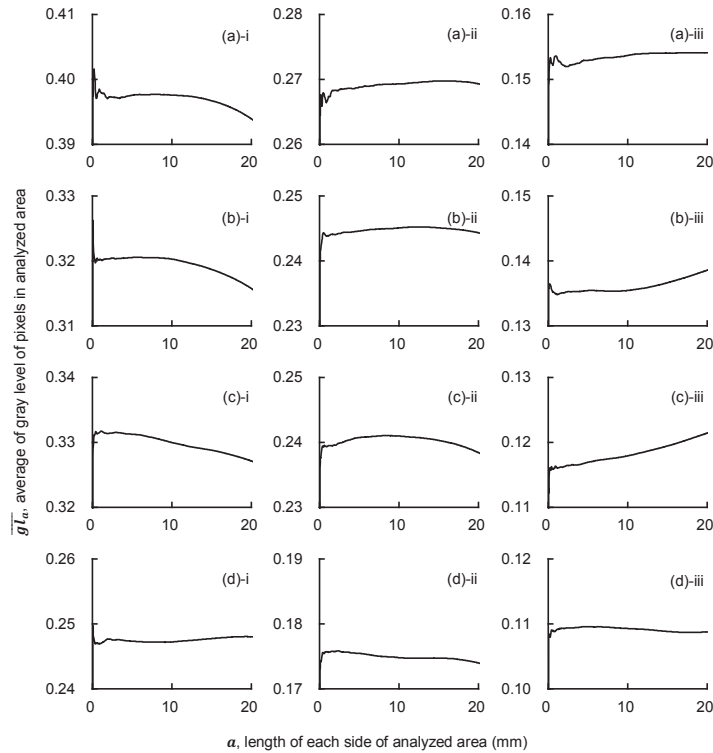 0.41 0.28 0.16
(a)-i (a)-ii (a)-iii
0.40 0.27 0.15
0.39 0.26 0.14
0 10 20 0 10 20 0 10 20
0.33 0.25 0.15
(b)-i (b)-ii (b)-iii
0.32 0.24 0.14
0.31 0.23 0.13
0 10 20 0 10 20 0 10 20
0.34 0.25 0.13
(c)-i (c)-ii (c)-iii
0.33 0.24 0.12
0.32 0.23 0.11
0 10 20 0 10 20 0 10 20
0.26 0.19 0.12
(d)-i (d)-ii (d)-iii
0.25 0.18 0.11
0.24 0.17 0.10
0 10 20 0 10 20 0 10 20
gl_a, average of gray level of pixels in analyzed area
a, length of each side of analyzed area (mm)